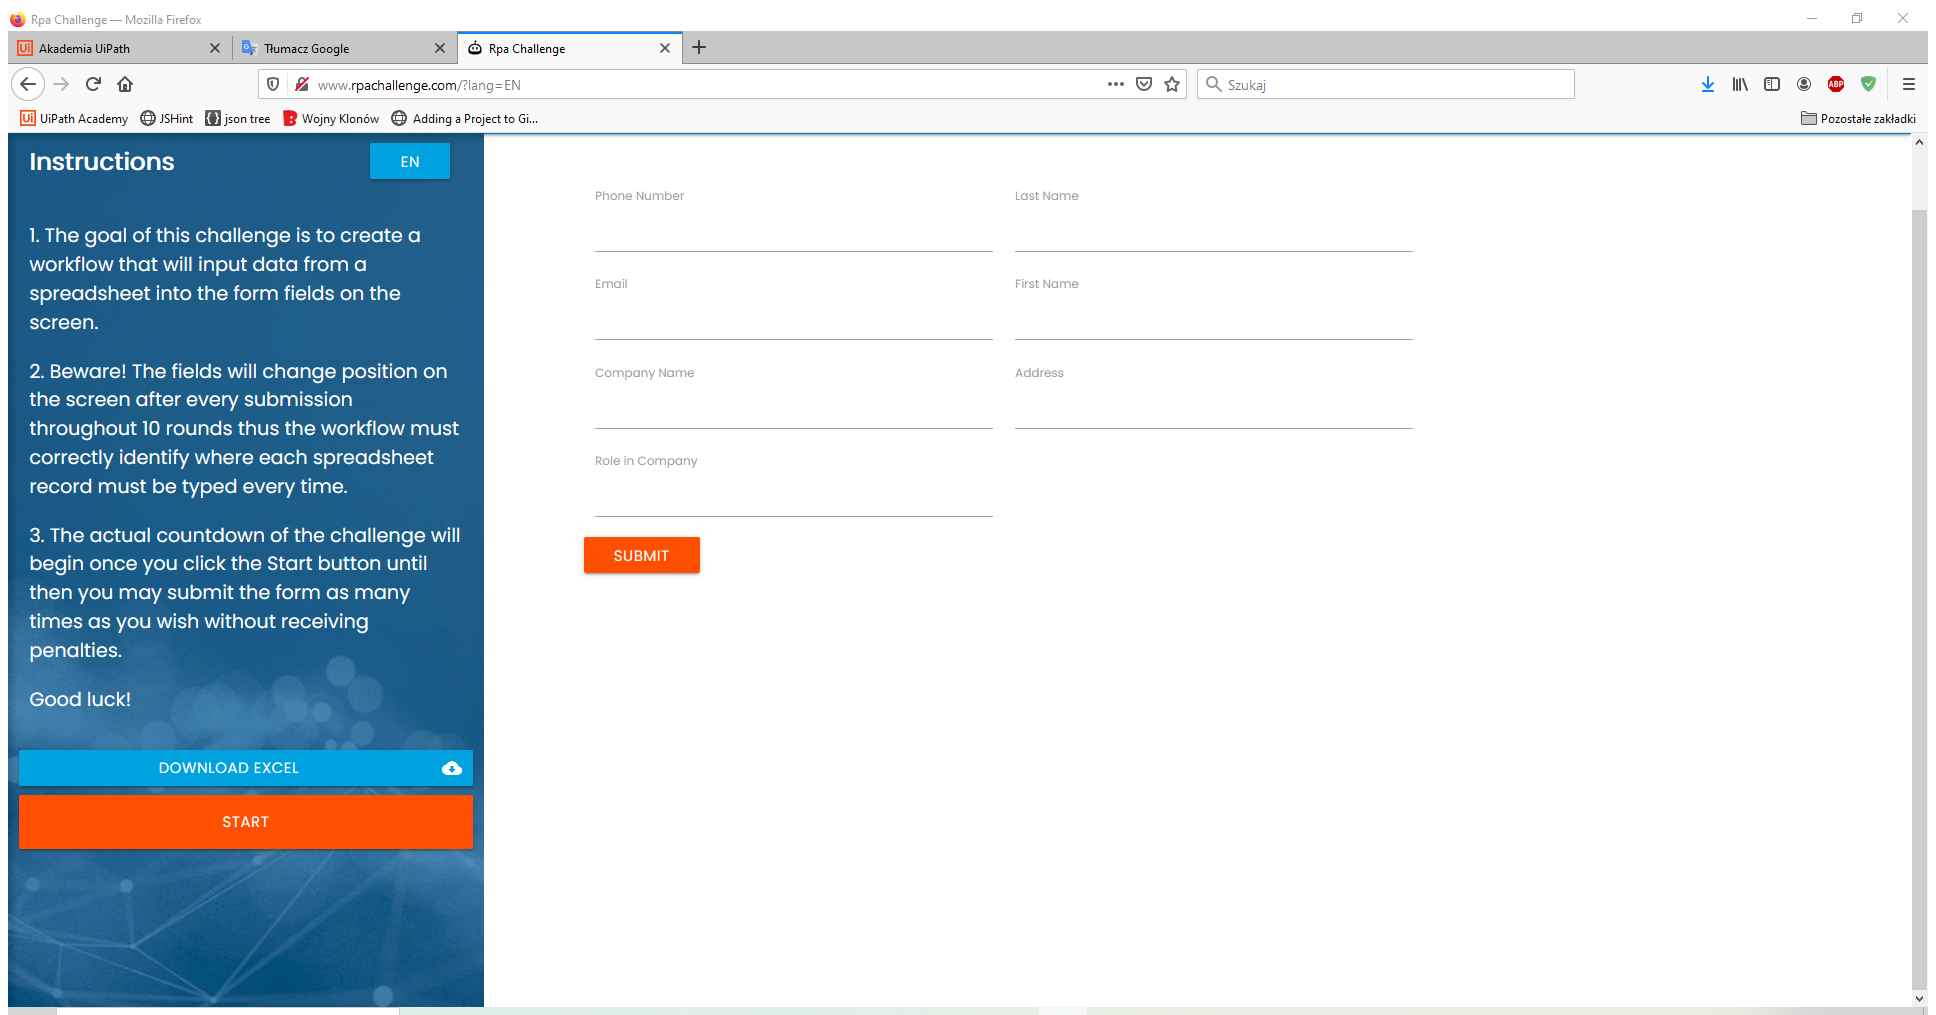 Rpa Challenge — Mozilla Firefox
Akademia UiPath
Tłumacz Google
Rpa Challenge
www.rpachallenge.com/?lang=EN
Szukaj
ABP
UiPath Academy
JSHint
json tree
Wojny Klonów
Adding a Project to Gi...
Pozostałe zakładki
Instructions
EN
1. The goal of this challenge is to create a
workflow that will input data from a
spreadsheet into the form fields on the
screen.
2. Beware! The fields will change position on
the screen after every submission
throughout 10 rounds thus the workflow must
correctly identify where each spreadsheet
record must be typed every time.
3. The actual countdown of the challenge will
begin once you click the Start button until
then you may submit the form as many
times as you wish without receiving
penalties.
Good luck!
DOWNLOAD EXCEL
START
Phone Number
Last Name
Email
First Name
Company Name
Address
Role in Company
SUBMIT